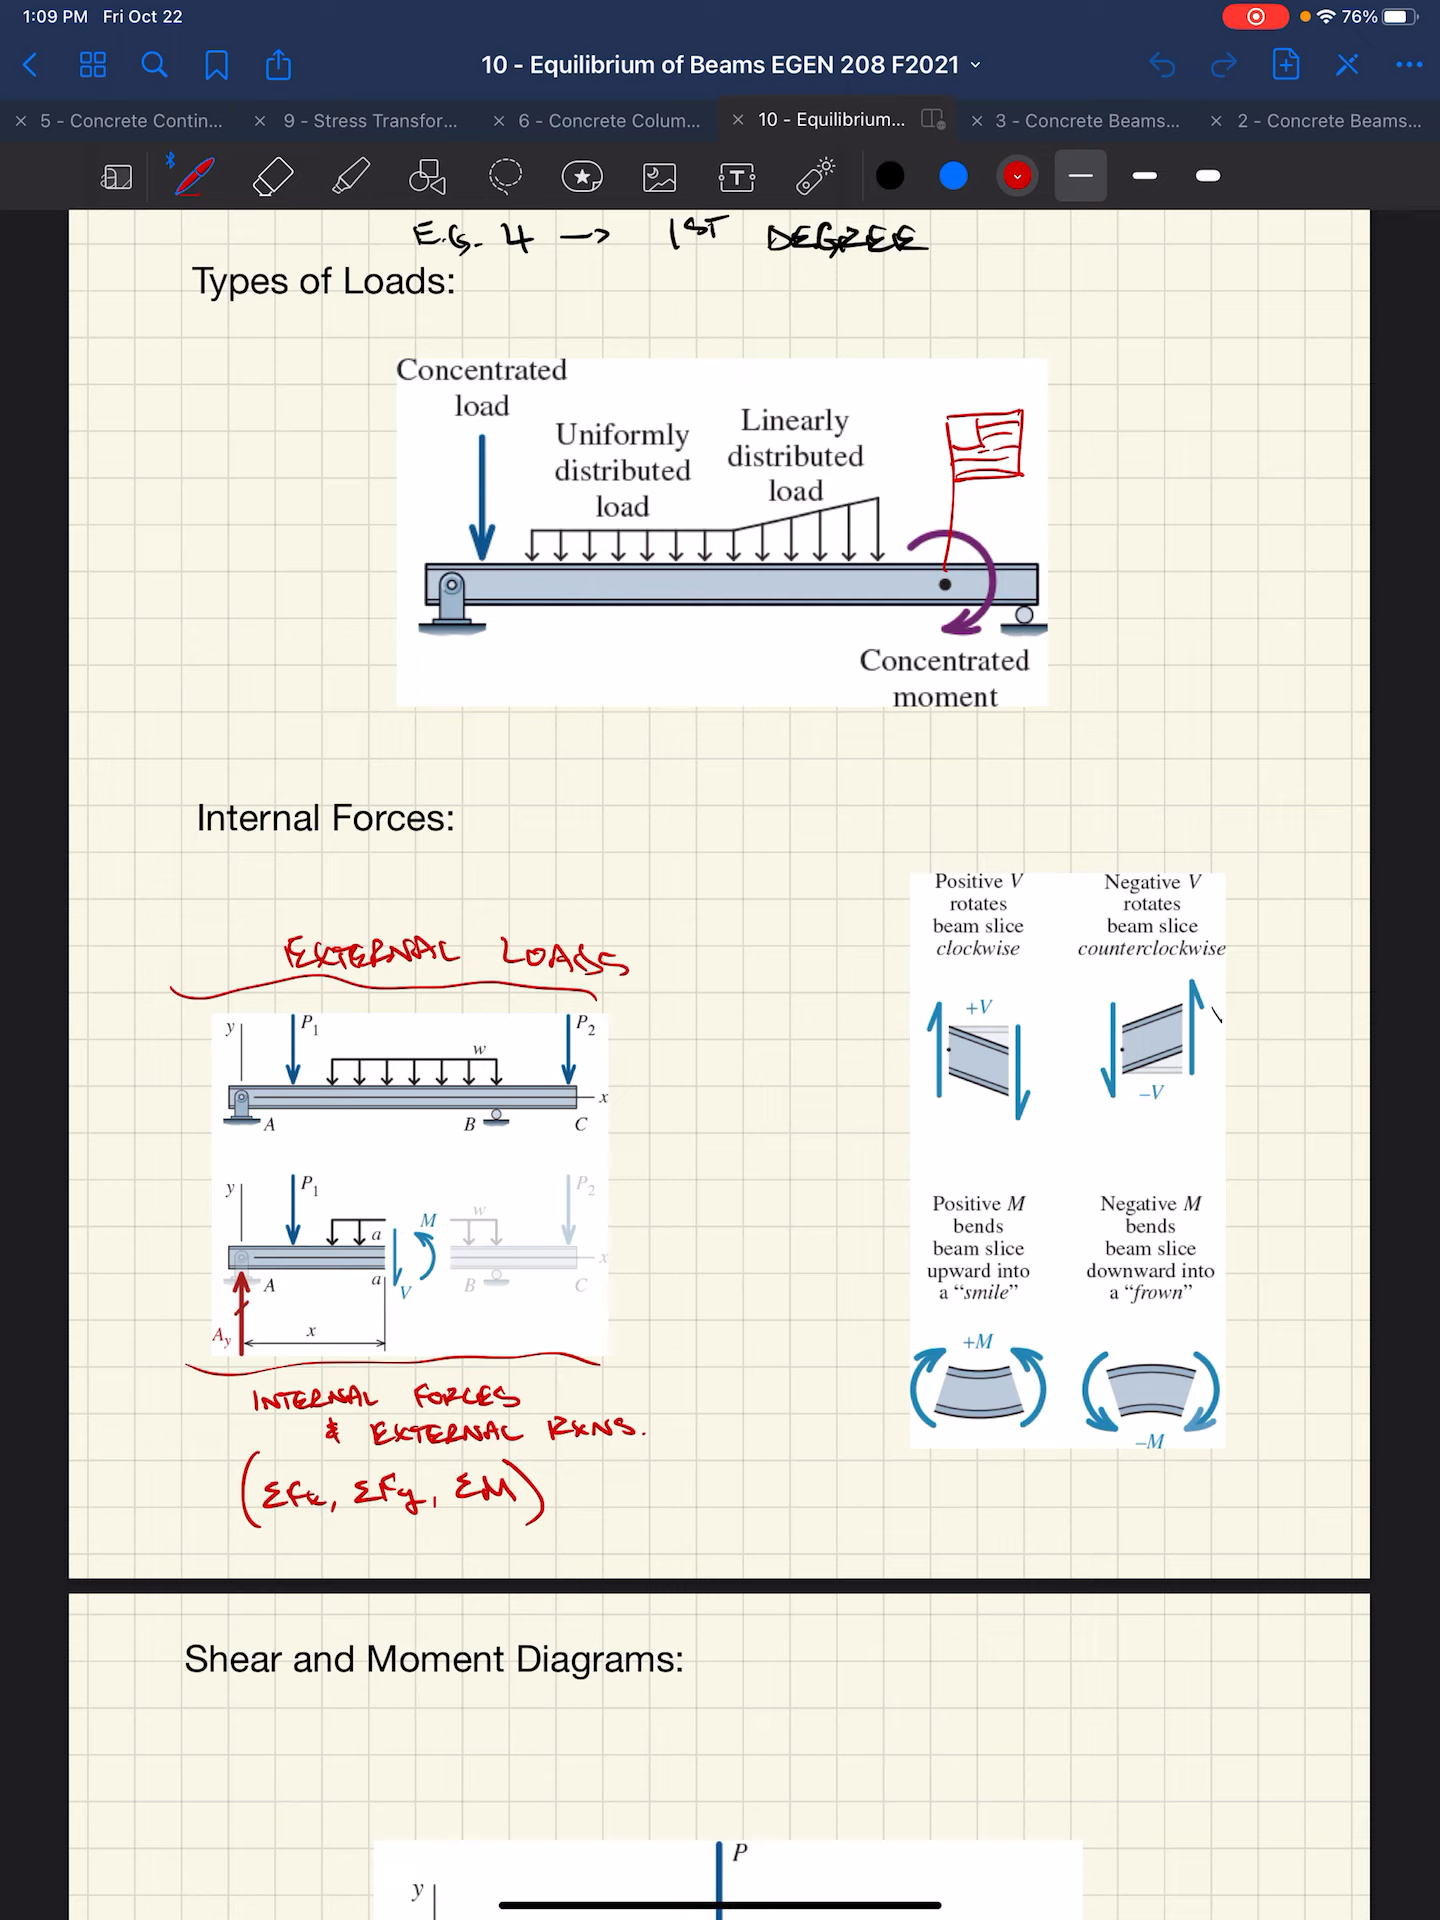 1:09 PM Fri Oct 22
76%
10 - Equilibrium of Beams EGEN 208 F2021
5 - Concrete Contin...
9 - Stress Transfor...
6 - Concrete Colum...
10 - Equilibrium...
3 - Concrete Beams...
2 - Concrete Beams...
E.G. 4 → 1ST DEGREE
Types of Loads:
Concentrated
load
Uniformly
distributed
load
Linearly
distributed
load
Concentrated
moment
Internal Forces:
EXTERNAL LOADS
y P1 w P2 x
A B C
y P1 a M V w P2 x
A a B C
Ay x
INTERNAL FORCES
& EXTERNAL RXNS.
(ΣFx, ΣFy, ΣM)
Positive V
rotates
beam slice
clockwise
+V
Negative V
rotates
beam slice
counterclockwise
–V
Positive M
bends
beam slice
upward into
a “smile”
+M
Negative M
bends
beam slice
downward into
a “frown”
–M
Shear and Moment Diagrams:
P
y